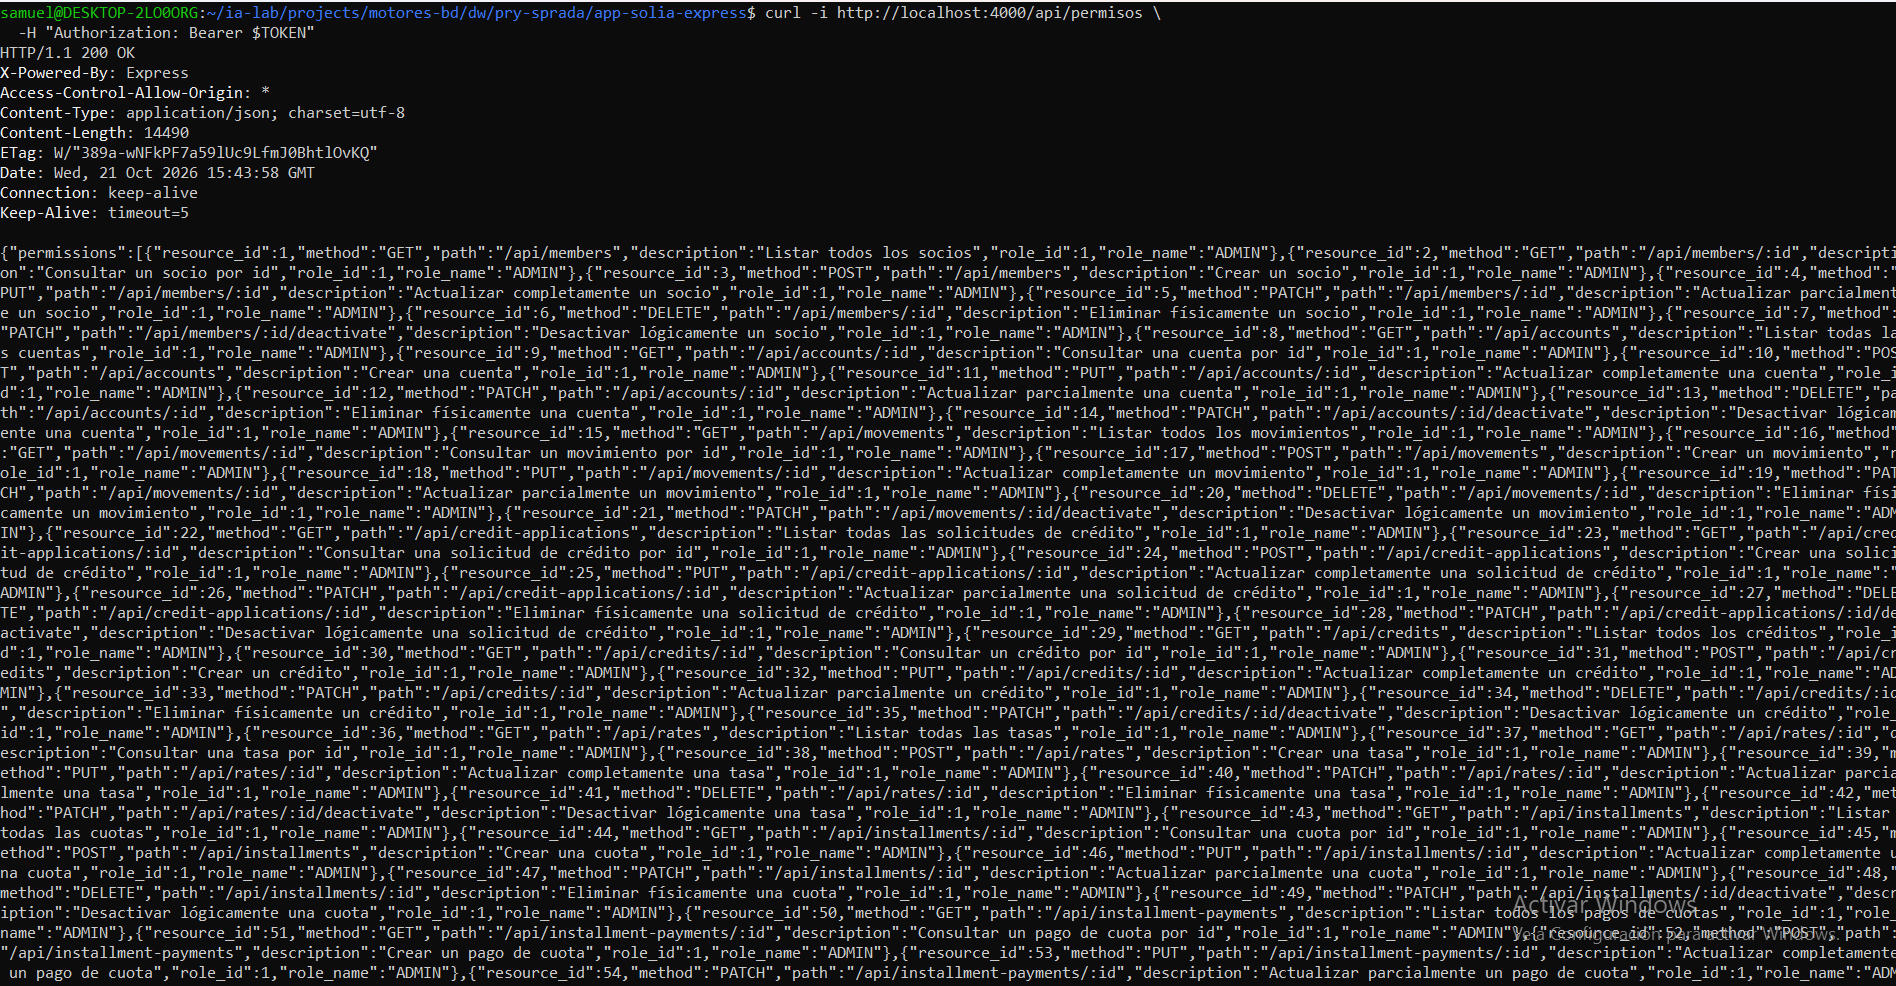 samuel@DESKTOP-2LO0ORG:~/ia-lab/projects/motores-bd/dw/pry-sprada/app-solia-express$ curl -i http://localhost:4000/api/permisos \
  -H "Authorization: Bearer $TOKEN"
HTTP/1.1 200 OK
X-Powered-By: Express
Access-Control-Allow-Origin: *
Content-Type: application/json; charset=utf-8
Content-Length: 14490
ETag: W/"389a-wNFkPF7a59lUc9LfmJ0BhtlOvKQ"
Date: Wed, 21 Oct 2026 15:43:58 GMT
Connection: keep-alive
Keep-Alive: timeout=5

{"permissions":[{"resource_id":1,"method":"GET","path":"/api/members","description":"Listar todos los socios","role_id":1,"role_name":"ADMIN"},{"resource_id":2,"method":"GET","path":"/api/members/:id","descripti
on":"Consultar un socio por id","role_id":1,"role_name":"ADMIN"},{"resource_id":3,"method":"POST","path":"/api/members","description":"Crear un socio","role_id":1,"role_name":"ADMIN"},{"resource_id":4,"method":"
PUT","path":"/api/members/:id","description":"Actualizar completamente un socio","role_id":1,"role_name":"ADMIN"},{"resource_id":5,"method":"PATCH","path":"/api/members/:id","description":"Actualizar parcialment
e un socio","role_id":1,"role_name":"ADMIN"},{"resource_id":6,"method":"DELETE","path":"/api/members/:id","description":"Eliminar físicamente un socio","role_id":1,"role_name":"ADMIN"},{"resource_id":7,"method":
"PATCH","path":"/api/members/:id/deactivate","description":"Desactivar lógicamente un socio","role_id":1,"role_name":"ADMIN"},{"resource_id":8,"method":"GET","path":"/api/accounts","description":"Listar todas la
s cuentas","role_id":1,"role_name":"ADMIN"},{"resource_id":9,"method":"GET","path":"/api/accounts/:id","description":"Consultar una cuenta por id","role_id":1,"role_name":"ADMIN"},{"resource_id":10,"method":"POS
T","path":"/api/accounts","description":"Crear una cuenta","role_id":1,"role_name":"ADMIN"},{"resource_id":11,"method":"PUT","path":"/api/accounts/:id","description":"Actualizar completamente una cuenta","role_i
d":1,"role_name":"ADMIN"},{"resource_id":12,"method":"PATCH","path":"/api/accounts/:id","description":"Actualizar parcialmente una cuenta","role_id":1,"role_name":"ADMIN"},{"resource_id":13,"method":"DELETE","pa
th":"/api/accounts/:id","description":"Eliminar físicamente una cuenta","role_id":1,"role_name":"ADMIN"},{"resource_id":14,"method":"PATCH","path":"/api/accounts/:id/deactivate","description":"Desactivar lógicam
ente una cuenta","role_id":1,"role_name":"ADMIN"},{"resource_id":15,"method":"GET","path":"/api/movements","description":"Listar todos los movimientos","role_id":1,"role_name":"ADMIN"},{"resource_id":16,"method"
:"GET","path":"/api/movements/:id","description":"Consultar un movimiento por id","role_id":1,"role_name":"ADMIN"},{"resource_id":17,"method":"POST","path":"/api/movements","description":"Crear un movimiento","r
ole_id":1,"role_name":"ADMIN"},{"resource_id":18,"method":"PUT","path":"/api/movements/:id","description":"Actualizar completamente un movimiento","role_id":1,"role_name":"ADMIN"},{"resource_id":19,"method":"PAT
CH","path":"/api/movements/:id","description":"Actualizar parcialmente un movimiento","role_id":1,"role_name":"ADMIN"},{"resource_id":20,"method":"DELETE","path":"/api/movements/:id","description":"Eliminar físi
camente un movimiento","role_id":1,"role_name":"ADMIN"},{"resource_id":21,"method":"PATCH","path":"/api/movements/:id/deactivate","description":"Desactivar lógicamente un movimiento","role_id":1,"role_name":"ADM
IN"},{"resource_id":22,"method":"GET","path":"/api/credit-applications","description":"Listar todas las solicitudes de crédito","role_id":1,"role_name":"ADMIN"},{"resource_id":23,"method":"GET","path":"/api/cred
it-applications/:id","description":"Consultar una solicitud de crédito por id","role_id":1,"role_name":"ADMIN"},{"resource_id":24,"method":"POST","path":"/api/credit-applications","description":"Crear una solici
tud de crédito","role_id":1,"role_name":"ADMIN"},{"resource_id":25,"method":"PUT","path":"/api/credit-applications/:id","description":"Actualizar completamente una solicitud de crédito","role_id":1,"role_name":"
ADMIN"},{"resource_id":26,"method":"PATCH","path":"/api/credit-applications/:id","description":"Actualizar parcialmente una solicitud de crédito","role_id":1,"role_name":"ADMIN"},{"resource_id":27,"method":"DELE
TE","path":"/api/credit-applications/:id","description":"Eliminar físicamente una solicitud de crédito","role_id":1,"role_name":"ADMIN"},{"resource_id":28,"method":"PATCH","path":"/api/credit-applications/:id/de
activate","description":"Desactivar lógicamente una solicitud de crédito","role_id":1,"role_name":"ADMIN"},{"resource_id":29,"method":"GET","path":"/api/credits","description":"Listar todos los créditos","role_i
d":1,"role_name":"ADMIN"},{"resource_id":30,"method":"GET","path":"/api/credits/:id","description":"Consultar un crédito por id","role_id":1,"role_name":"ADMIN"},{"resource_id":31,"method":"POST","path":"/api/cr
edits","description":"Crear un crédito","role_id":1,"role_name":"ADMIN"},{"resource_id":32,"method":"PUT","path":"/api/credits/:id","description":"Actualizar completamente un crédito","role_id":1,"role_name":"AD
MIN"},{"resource_id":33,"method":"PATCH","path":"/api/credits/:id","description":"Actualizar parcialmente un crédito","role_id":1,"role_name":"ADMIN"},{"resource_id":34,"method":"DELETE","path":"/api/credits/:id
","description":"Eliminar físicamente un crédito","role_id":1,"role_name":"ADMIN"},{"resource_id":35,"method":"PATCH","path":"/api/credits/:id/deactivate","description":"Desactivar lógicamente un crédito","role_
id":1,"role_name":"ADMIN"},{"resource_id":36,"method":"GET","path":"/api/rates","description":"Listar todas las tasas","role_id":1,"role_name":"ADMIN"},{"resource_id":37,"method":"GET","path":"/api/rates/:id","d
escription":"Consultar una tasa por id","role_id":1,"role_name":"ADMIN"},{"resource_id":38,"method":"POST","path":"/api/rates","description":"Crear una tasa","role_id":1,"role_name":"ADMIN"},{"resource_id":39,"m
ethod":"PUT","path":"/api/rates/:id","description":"Actualizar completamente una tasa","role_id":1,"role_name":"ADMIN"},{"resource_id":40,"method":"PATCH","path":"/api/rates/:id","description":"Actualizar parcia
lmente una tasa","role_id":1,"role_name":"ADMIN"},{"resource_id":41,"method":"DELETE","path":"/api/rates/:id","description":"Eliminar físicamente una tasa","role_id":1,"role_name":"ADMIN"},{"resource_id":42,"met
hod":"PATCH","path":"/api/rates/:id/deactivate","description":"Desactivar lógicamente una tasa","role_id":1,"role_name":"ADMIN"},{"resource_id":43,"method":"GET","path":"/api/installments","description":"Listar
todas las cuotas","role_id":1,"role_name":"ADMIN"},{"resource_id":44,"method":"GET","path":"/api/installments/:id","description":"Consultar una cuota por id","role_id":1,"role_name":"ADMIN"},{"resource_id":45,"m
ethod":"POST","path":"/api/installments","description":"Crear una cuota","role_id":1,"role_name":"ADMIN"},{"resource_id":46,"method":"PUT","path":"/api/installments/:id","description":"Actualizar completamente u
na cuota","role_id":1,"role_name":"ADMIN"},{"resource_id":47,"method":"PATCH","path":"/api/installments/:id","description":"Actualizar parcialmente una cuota","role_id":1,"role_name":"ADMIN"},{"resource_id":48,"
method":"DELETE","path":"/api/installments/:id","description":"Eliminar físicamente una cuota","role_id":1,"role_name":"ADMIN"},{"resource_id":49,"method":"PATCH","path":"/api/installments/:id/deactivate","descr
iption":"Desactivar lógicamente una cuota","role_id":1,"role_name":"ADMIN"},{"resource_id":50,"method":"GET","path":"/api/installment-payments","description":"Listar todos los pagos de cuotas","role_id":1,"role_
name":"ADMIN"},{"resource_id":51,"method":"GET","path":"/api/installment-payments/:id","description":"Consultar un pago de cuota por id","role_id":1,"role_name":"ADMIN"},{"resource_id":52,"method":"POST","path":
"/api/installment-payments","description":"Crear un pago de cuota","role_id":1,"role_name":"ADMIN"},{"resource_id":53,"method":"PUT","path":"/api/installment-payments/:id","description":"Actualizar completamente
 un pago de cuota","role_id":1,"role_name":"ADMIN"},{"resource_id":54,"method":"PATCH","path":"/api/installment-payments/:id","description":"Actualizar parcialmente un pago de cuota","role_id":1,"role_name":"ADM
Activar Windows
Ve a Configuración para activar Windows.